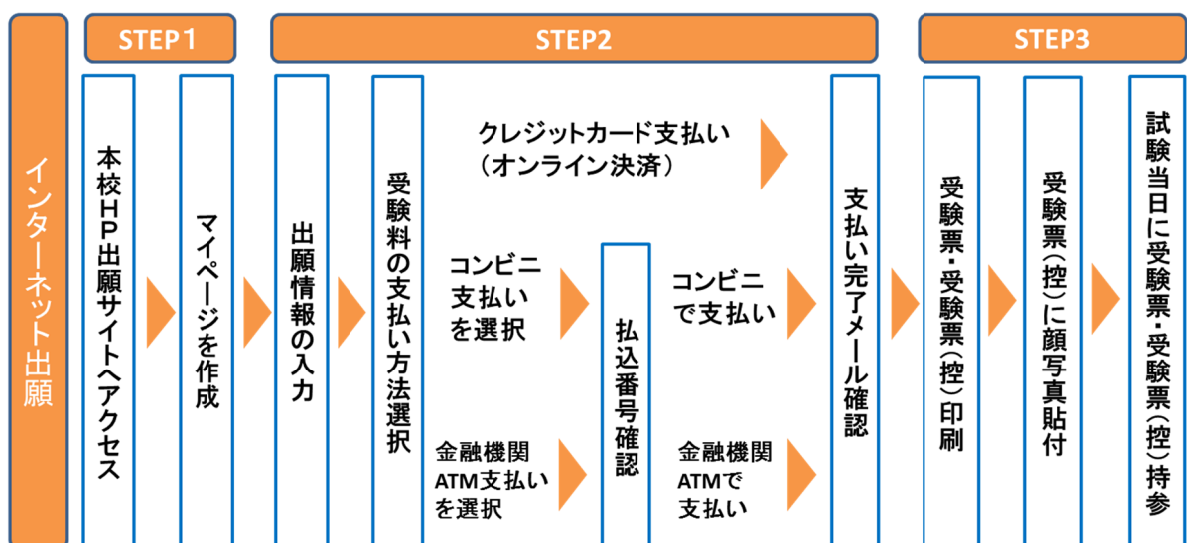 インターネット出願
STEP1
本校HP出願サイトへアクセス
マイページを作成
STEP2
出願情報の入力
受験料の支払い方法選択
クレジットカード支払い
(オンライン決済)
コンビニ
支払い
を選択
金融機関
ATM支払い
を選択
払込番号確認
コンビニ
で支払い
金融機関
ATMで
支払い
支払い完了メール確認
STEP3
受験票・受験票(控)印刷
受験票(控)に顔写真貼付
試験当日に受験票・受験票(控)持参